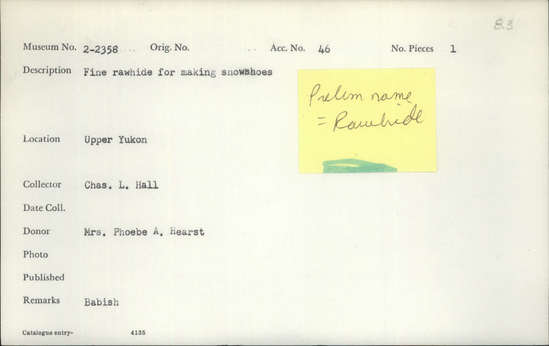 83
Museum No. 2-2358 Orig. No. Acc. No. 46 No. Pieces 1
Description Fine rawhide for making snowshoes
Prelim name
= Rawhide
Location Upper Yukon
Collector Chas. L. Hall
Date Coll.
Donor Mrs. Phoebe A. Hearst
Photo
Published
Remarks Babish
Catalogue entry- 4135